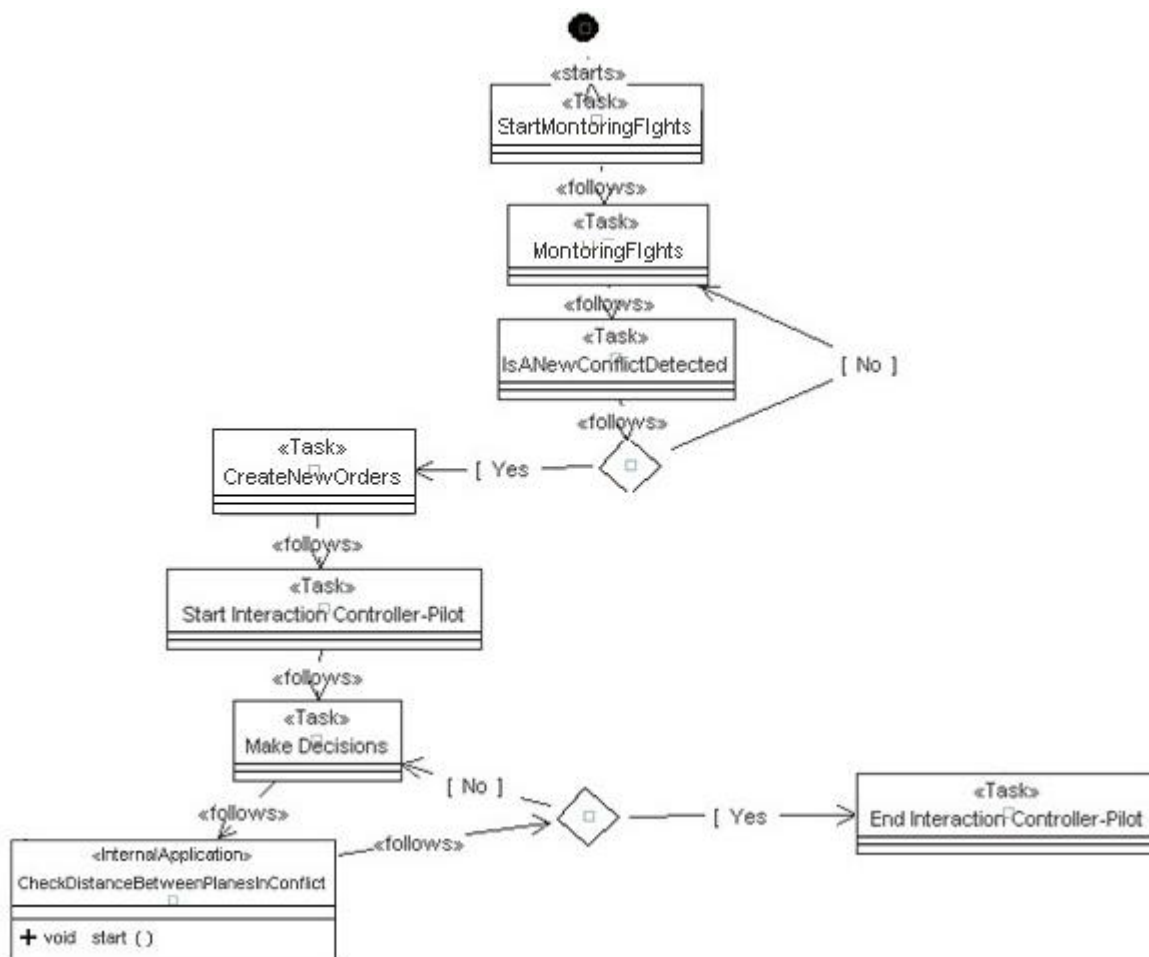 «starts»
«Task»
StartMontoringFlghts
«follows»
«Task»
MontoringFlghts
«follows»
«Task»
IsANewConflictDetected
[ No ]
«follows»
«Task»
CreateNewOrders
[ Yes
«follows»
«Task»
Start Interaction Controller-Pilot
«follows»
«Task»
Make Decisions
[ No ]
«Task»
End Interaction Controller-Pilot
[ Yes
«follows»
«follows»
«InternalApplication»
CheckDistanceBetweenPlanesInConflict
+ void start ()